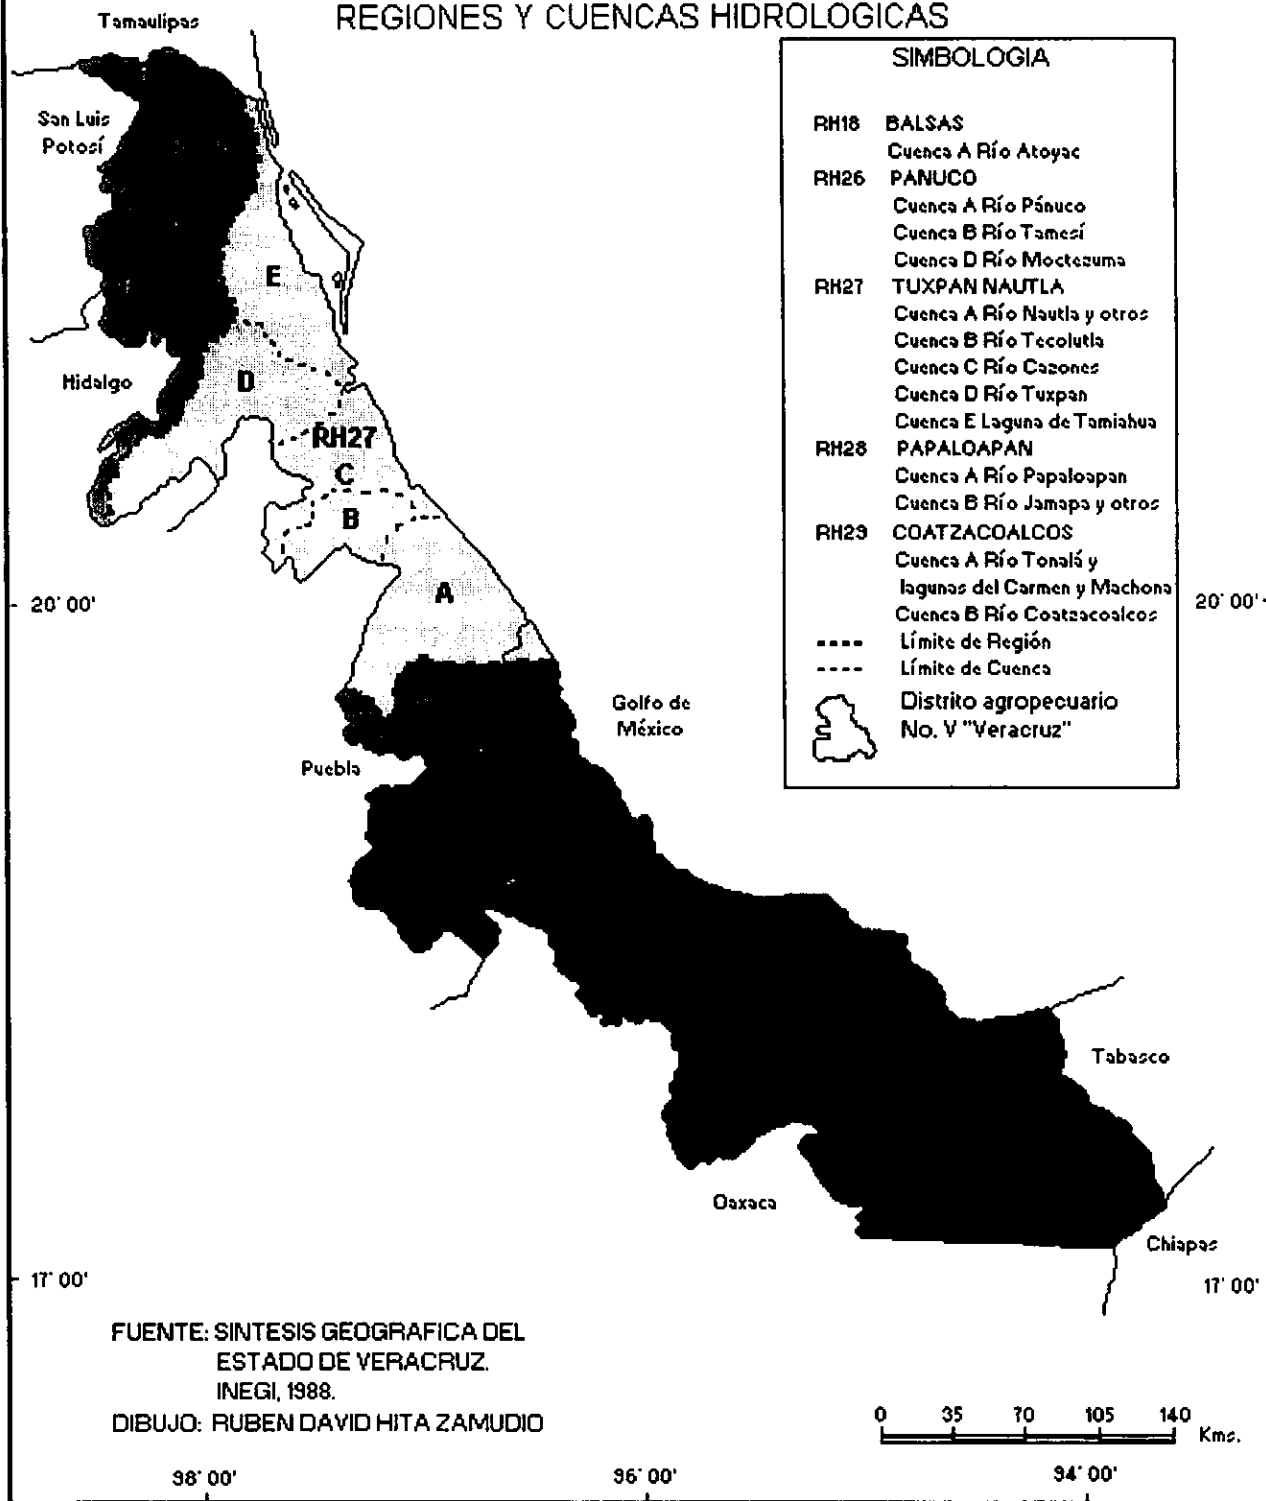 REGIONES Y CUENCAS HIDROLOGICAS
Tamaulipas
San Luis
Potosí
Hidalgo
E
D
RH27
C
B
A
20° 00'
20° 00'
Golfo de
México
Puebla
Tabasco
Oaxaca
Chiapas
17° 00'
17° 00'
SIMBOLOGIA
RH18 BALSAS
Cuenca A Río Atoyac
RH26 PANUCO
Cuenca A Río Pánuco
Cuenca B Río Tamesí
Cuenca D Río Moctezuma
RH27 TUXPAN NAUTLA
Cuenca A Río Nautla y otros
Cuenca B Río Tecolutla
Cuenca C Río Cazones
Cuenca D Río Tuxpan
Cuenca E Laguna de Tamiahua
RH28 PAPALOAPAN
Cuenca A Río Papaloapan
Cuenca B Río Jamapa y otros
RH29 COATZACOALCOS
Cuenca A Río Tonalá y
lagunas del Carmen y Machona
Cuenca B Río Coatzacoalcos
Límite de Región
Límite de Cuenca
Distrito agropecuario
No. V "Veracruz"
FUENTE: SINTESIS GEOGRAFICA DEL
ESTADO DE VERACRUZ.
INEGI, 1988.
DIBUJO: RUBEN DAVID HITA ZAMUDIO
0 35 70 105 140
Kms.
98° 00' 96° 00' 94° 00'